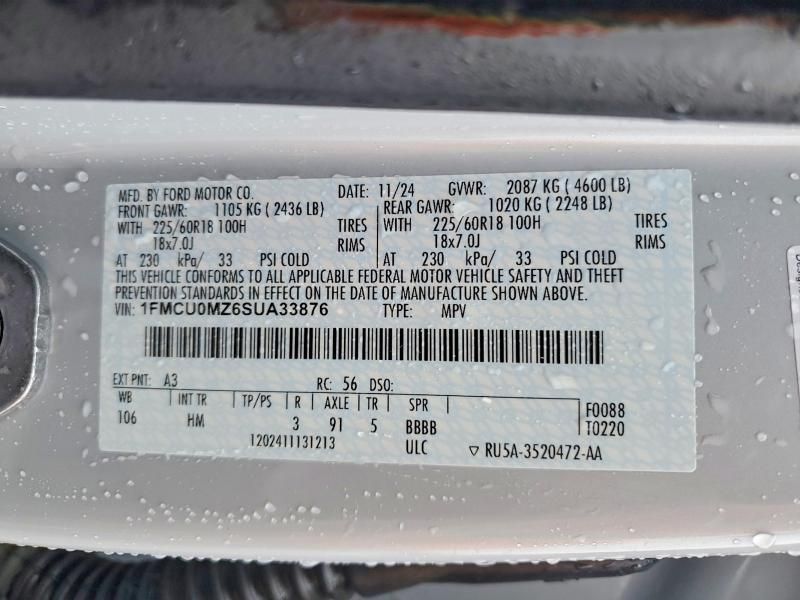 MFD. BY FORD MOTOR CO. DATE: 11/24 GVWR: 2087 KG ( 4600 LB)
FRONT GAWR: 1105 KG ( 2436 LB) REAR GAWR: 1020 KG ( 2248 LB)
WITH 225/60R18 100H TIRES WITH 225/60R18 100H TIRES
18x7.0J RIMS 18x7.0J RIMS
AT 230 kPa/ 33 PSI COLD AT 230 kPa/ 33 PSI COLD
THIS VEHICLE CONFORMS TO ALL APPLICABLE FEDERAL MOTOR VEHICLE SAFETY AND THEFT
PREVENTION STANDARDS IN EFFECT ON THE DATE OF MANUFACTURE SHOWN ABOVE.
VIN: 1FMCU0MZ6SUA33876 TYPE: MPV
EXT PNT: A3 RC: 56 DSO:
WB INT TR TP/PS R AXLE TR SPR F0088
106 HM 3 91 5 BBBB T0220
1202411131213 ULC ▽ RU5A-3520472-AA